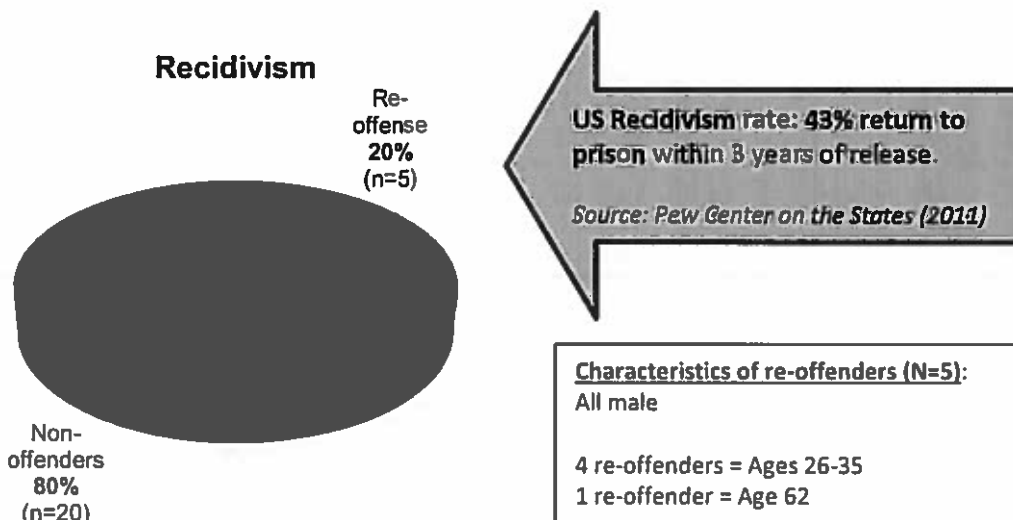 Recidivism
Re-
offense
20%
(n=5)
US Recidivism rate: 43% return to
prison within 3 years of release.
Source: Pew Center on the States (2011)
Non-
offenders
80%
(n=20)
Characteristics of re-offenders (N=5):
All male
4 re-offenders = Ages 26-35
1 re-offender = Age 62